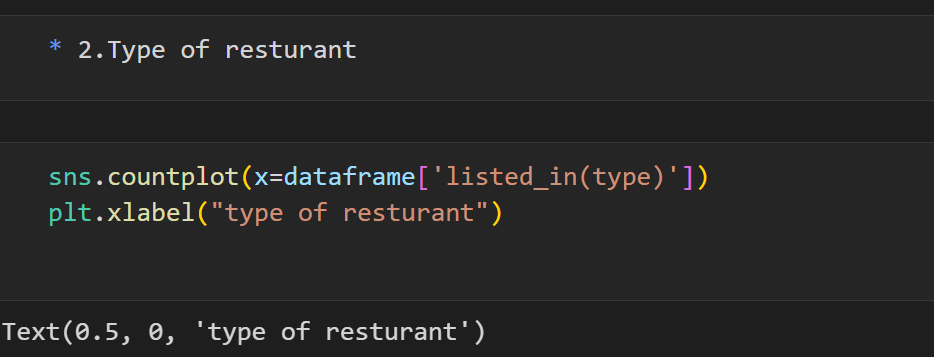 * 2.Type of resturant
sns.countplot(x=dataframe['listed_in(type)'])
plt.xlabel("type of resturant")
Text(0.5, 0, 'type of resturant')